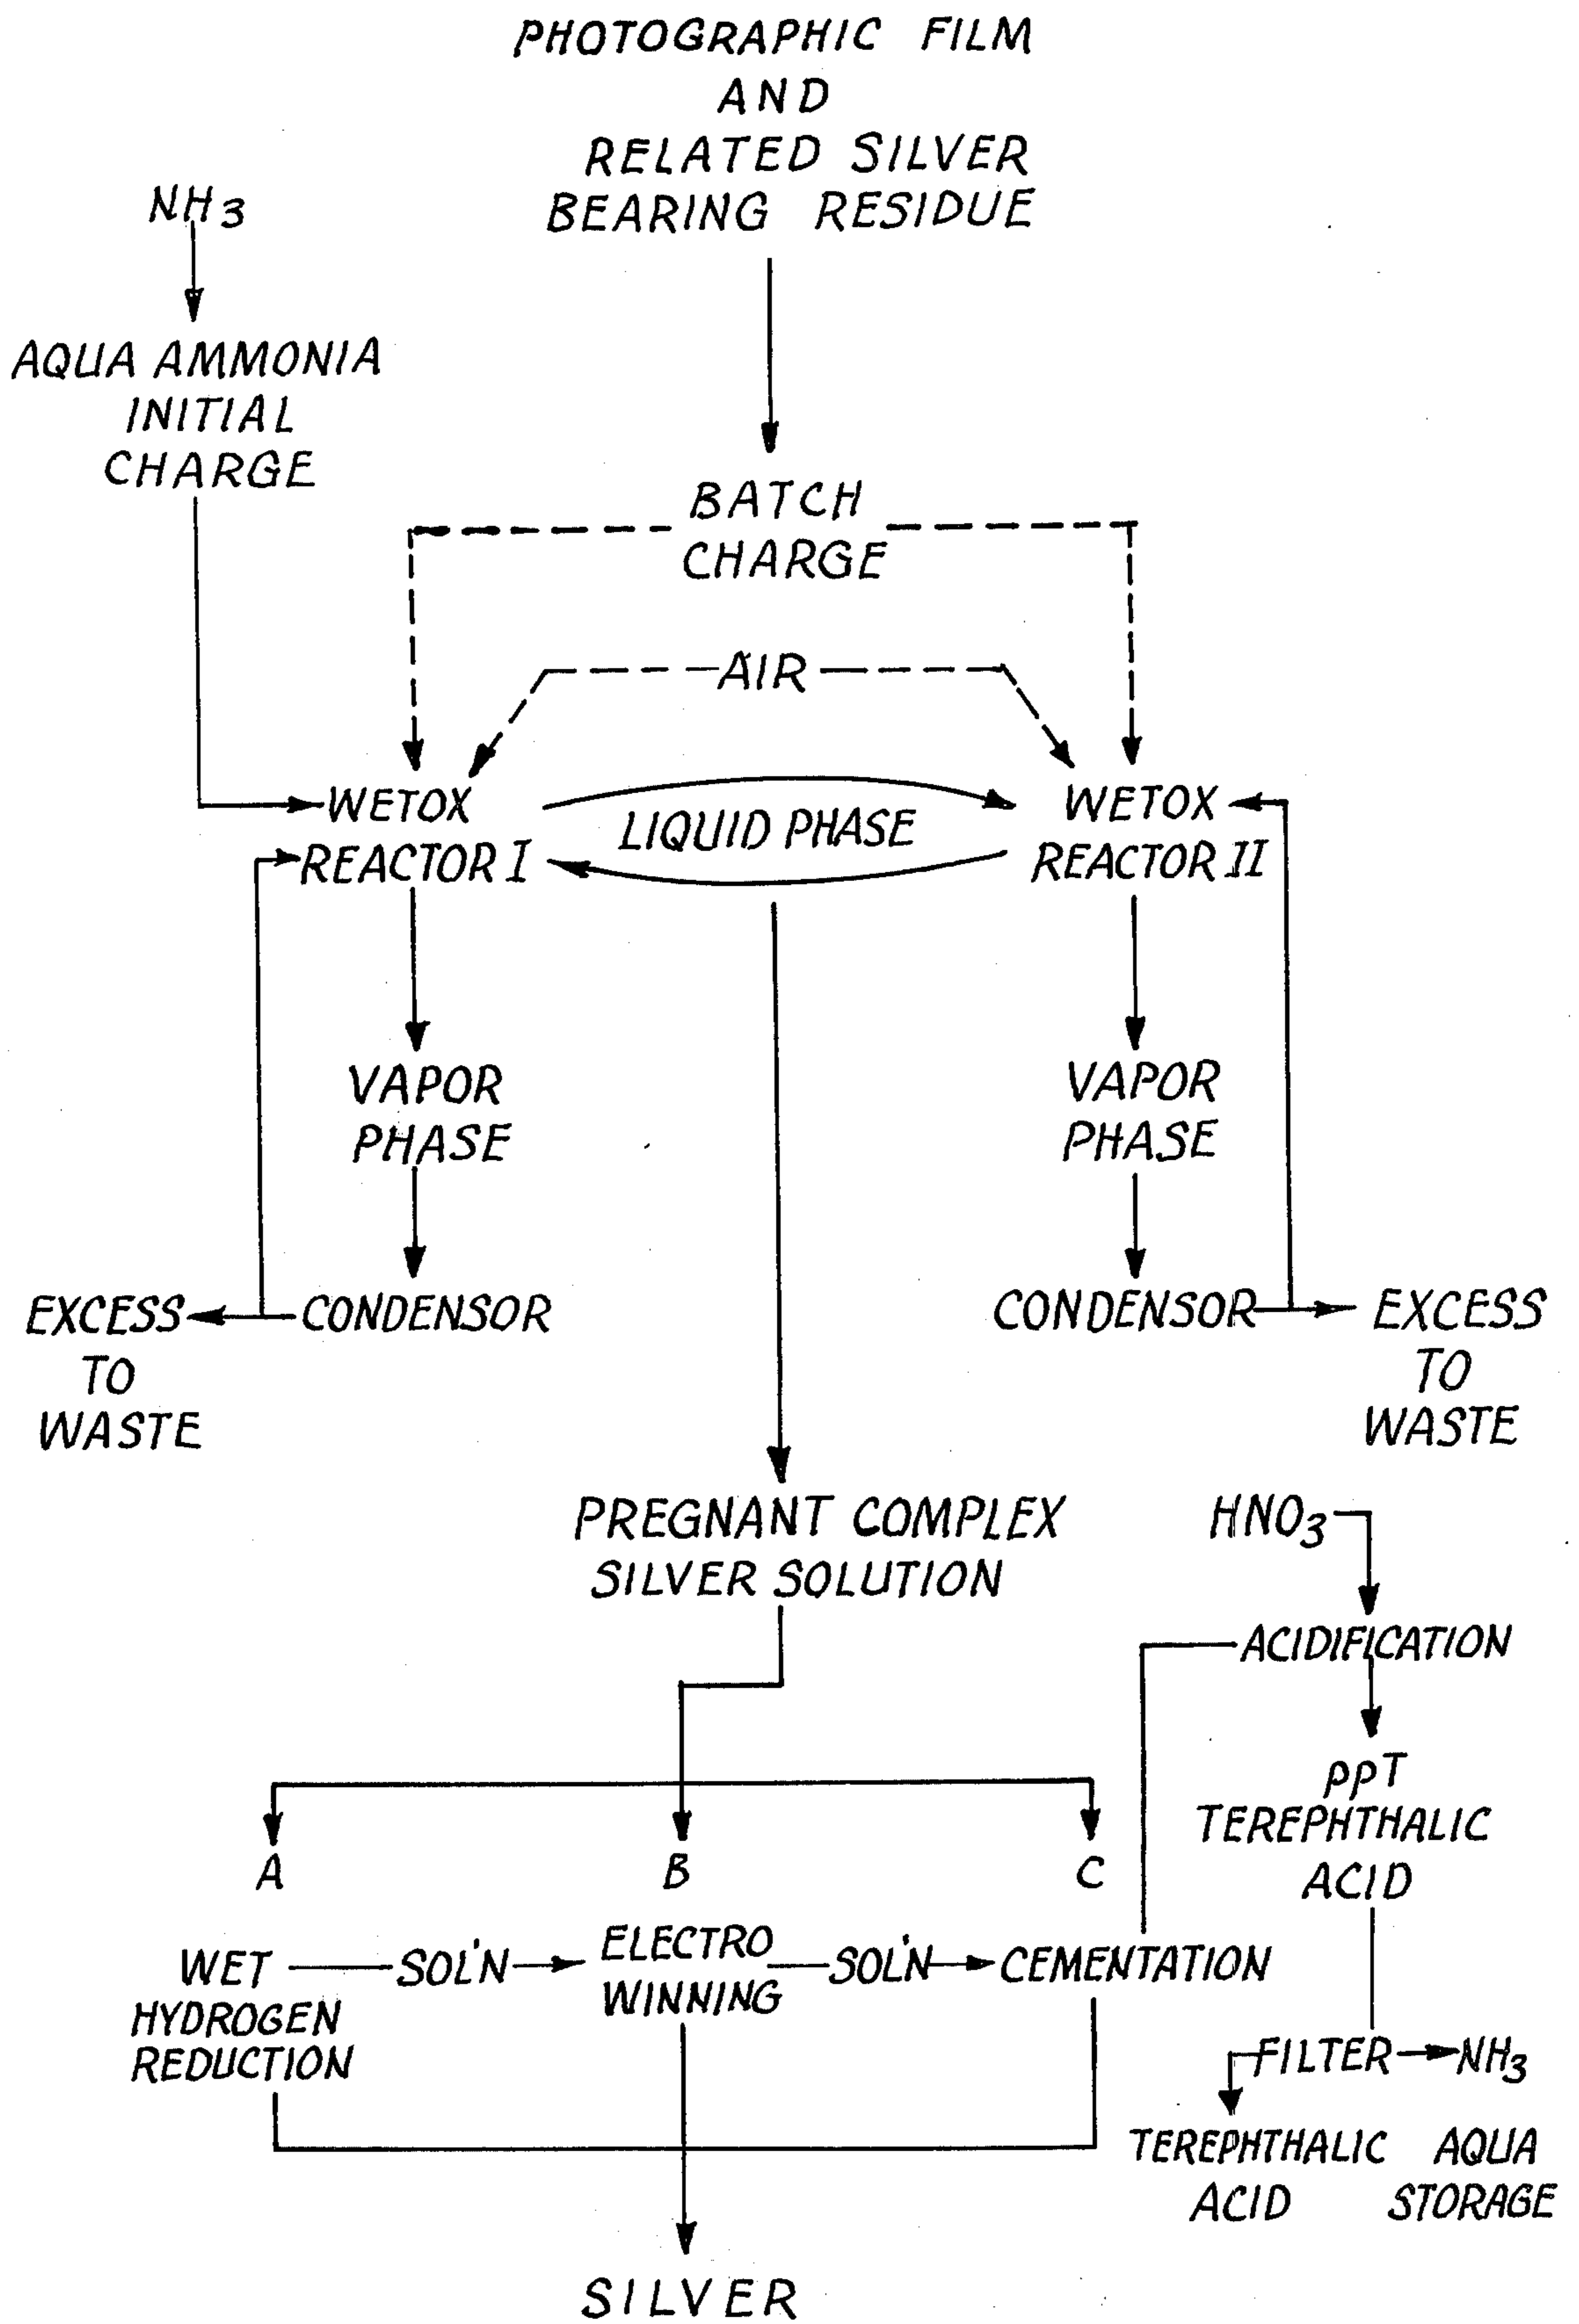 PHOTOGRAPHIC FILM
AND
RELATED SILVER
BEARING RESIDUE
NH3
AQUA AMMONIA
INITIAL
CHARGE
BATCH
CHARGE
AIR
WETOX
REACTOR I
LIQUID PHASE
WETOX
REACTOR II
VAPOR
PHASE
VAPOR
PHASE
EXCESS
TO
WASTE
CONDENSOR
CONDENSOR
EXCESS
TO
WASTE
PREGNANT COMPLEX
SILVER SOLUTION
HNO3
ACIDIFICATION
ppT
TEREPHTHALIC
ACID
A
B
C
WET
HYDROGEN
REDUCTION
SOL'N
ELECTRO
WINNING
SOL'N
CEMENTATION
FILTER
NH3
TEREPHTHALIC
ACID
AQUA
STORAGE
SILVER